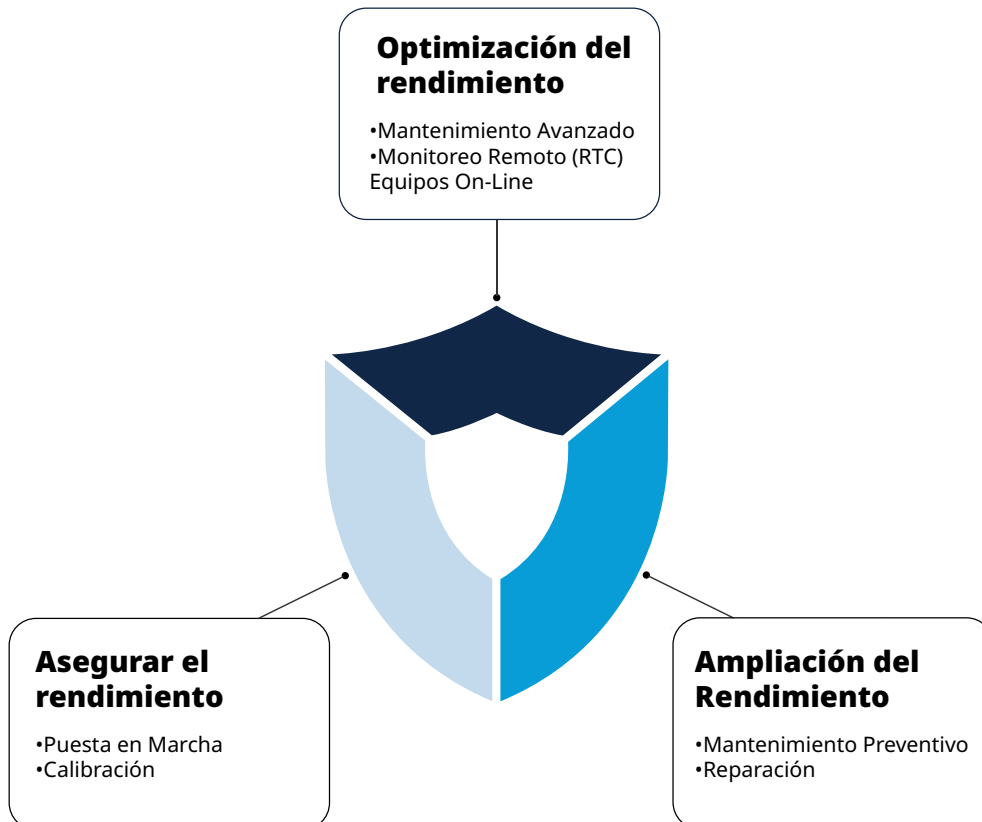 Optimización del
rendimiento
•Mantenimiento Avanzado
•Monitoreo Remoto (RTC)
Equipos On-Line
Asegurar el
rendimiento
•Puesta en Marcha
•Calibración
Ampliación del
Rendimiento
•Mantenimiento Preventivo
•Reparación